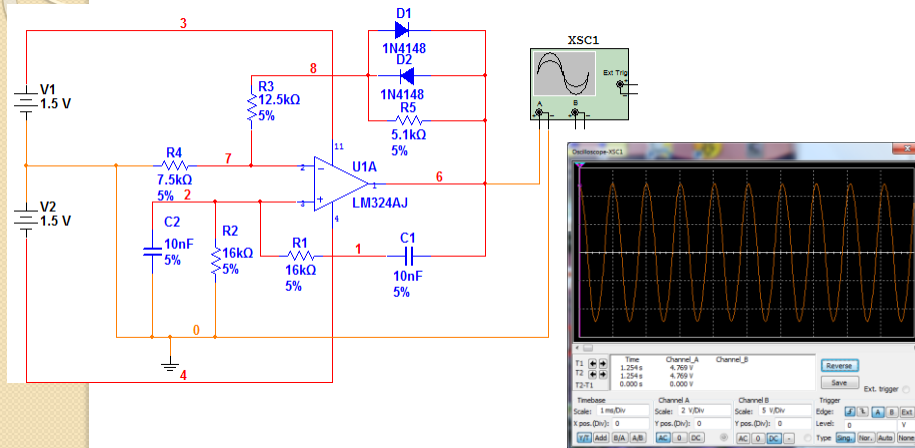 3
D1
1N4148
D2
1N4148
8
R3
12.5kΩ
5%
R5
5.1kΩ
5%
V1
1.5 V
R4
7.5kΩ
5%
7
2
3
11
4
1
U1A
LM324AJ
6
2
V2
1.5 V
C2
10nF
5%
R2
16kΩ
5%
R1
16kΩ
5%
1
C1
10nF
5%
0
4
XSC1
Ext Trig
A
B
Oscilloscope-XSC1
Time Channel_A Channel_B
T1 1.254 s 4.769 V
T2 1.254 s 4.769 V
T2-T1 0.000 s 0.000 V
Reverse
Save
Ext. trigger
Timebase
Scale: 1 ms/Div
X pos.(Div): 0
Y/T Add B/A A/B
Channel A
Scale: 2 V/Div
Y pos.(Div): 0
AC 0 DC
Channel B
Scale: 5 V/Div
Y pos.(Div): 0
AC 0 DC -
Trigger
Edge: A B Ext
Level: 0 V
Type Sing. Nor. Auto None